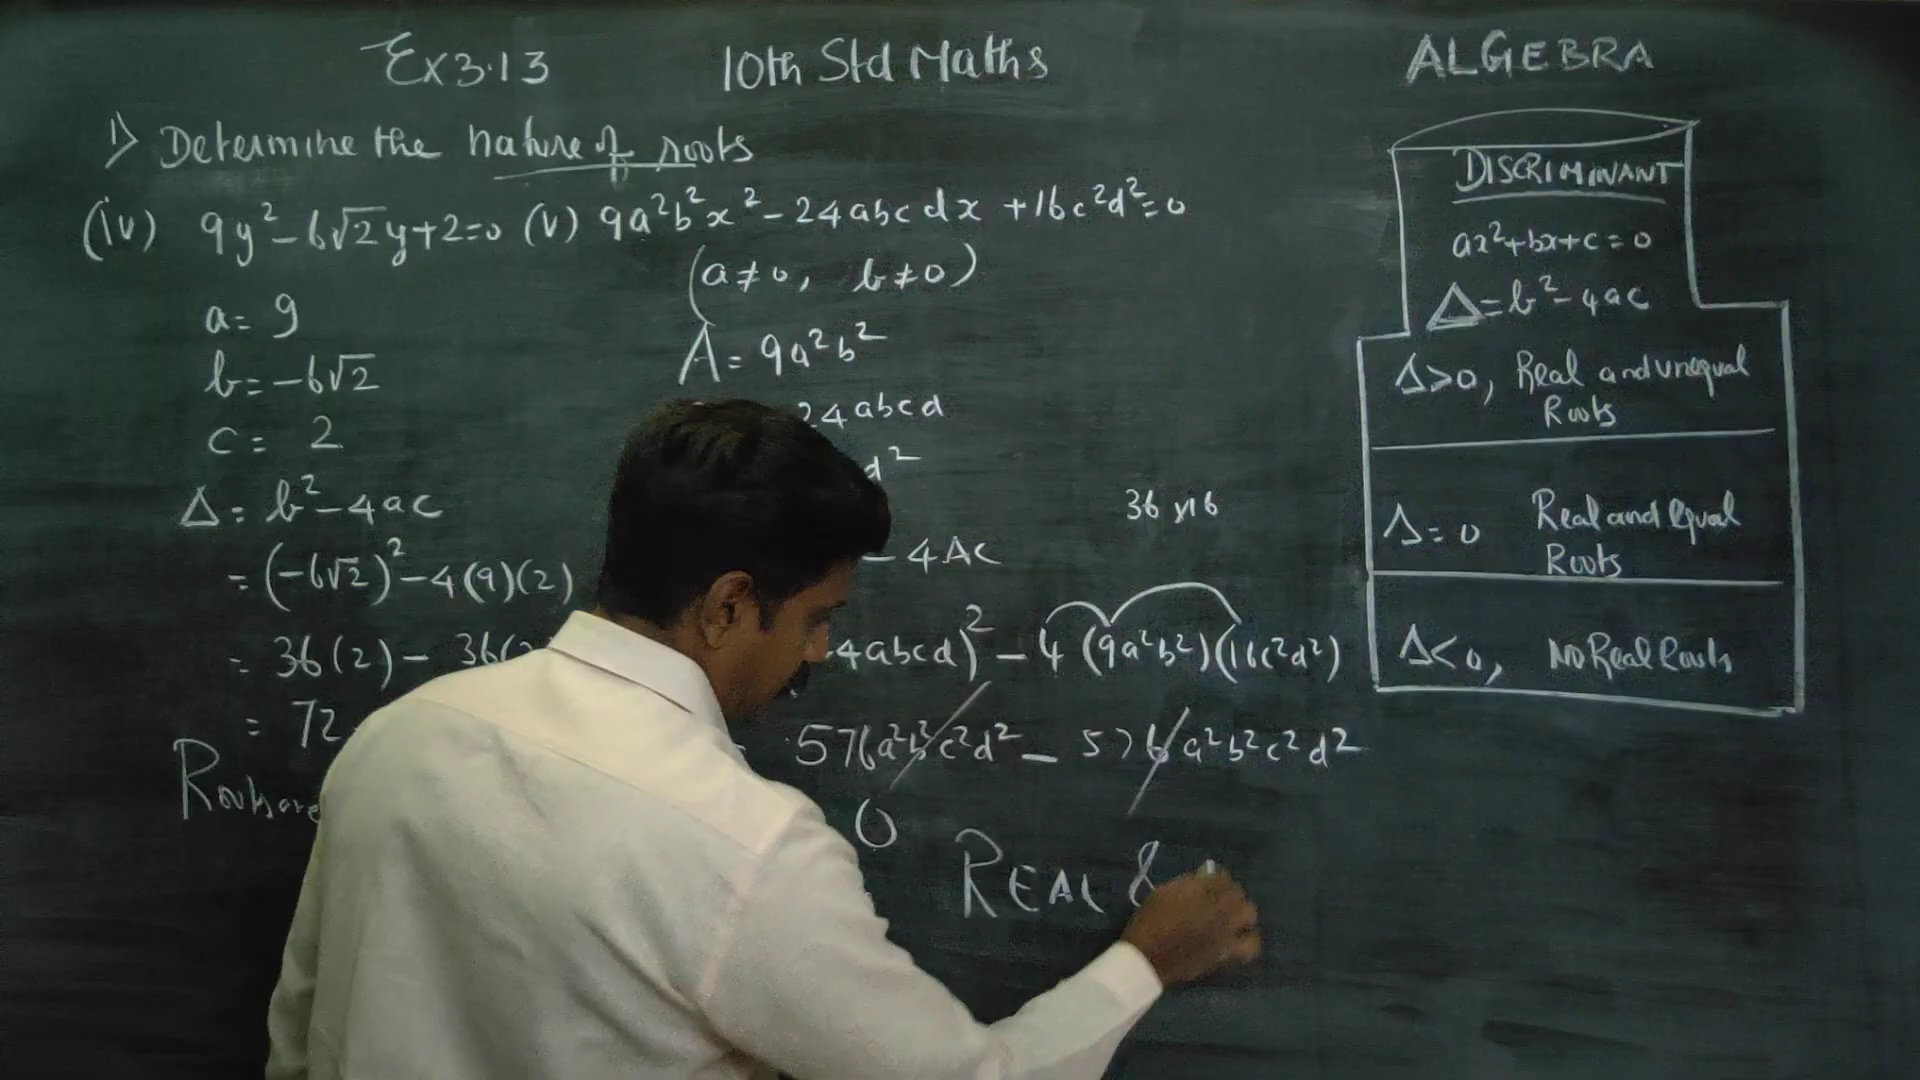 Ex 3.13
10th Std Maths
ALGEBRA
1) Determine the nature of roots
(iv) 9y²-6√2y+2=0 (v) 9a²b²x²-24abcdx+16c²d²=0
(a≠0, b≠0)
a= 9
b=-6√2
c= 2
Δ= b²-4ac
=(-6√2)²-4(9)(2)
= 36(2)- 36(
= 72
Roots are
A= 9a²b²
24abcd
d²
- 4AC
36 x16
4abcd)²-4(9a²b²)(16c²d²)
= 576a²b²c²d²-576a²b²c²d²
0
REAL &
DISCRIMINANT
ax²+bx+c=0
Δ=b²-4ac
Δ>0, Real and unequal
Roots
Δ=0 Real and equal
Roots
Δ<0, No Real Roots